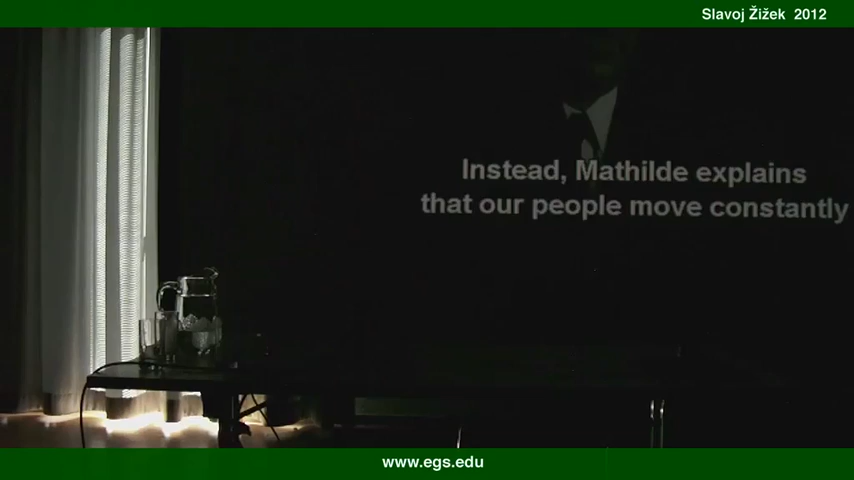 Slavoj Žižek 2012
Instead, Mathilde explains
that our people move constantly
www.egs.edu